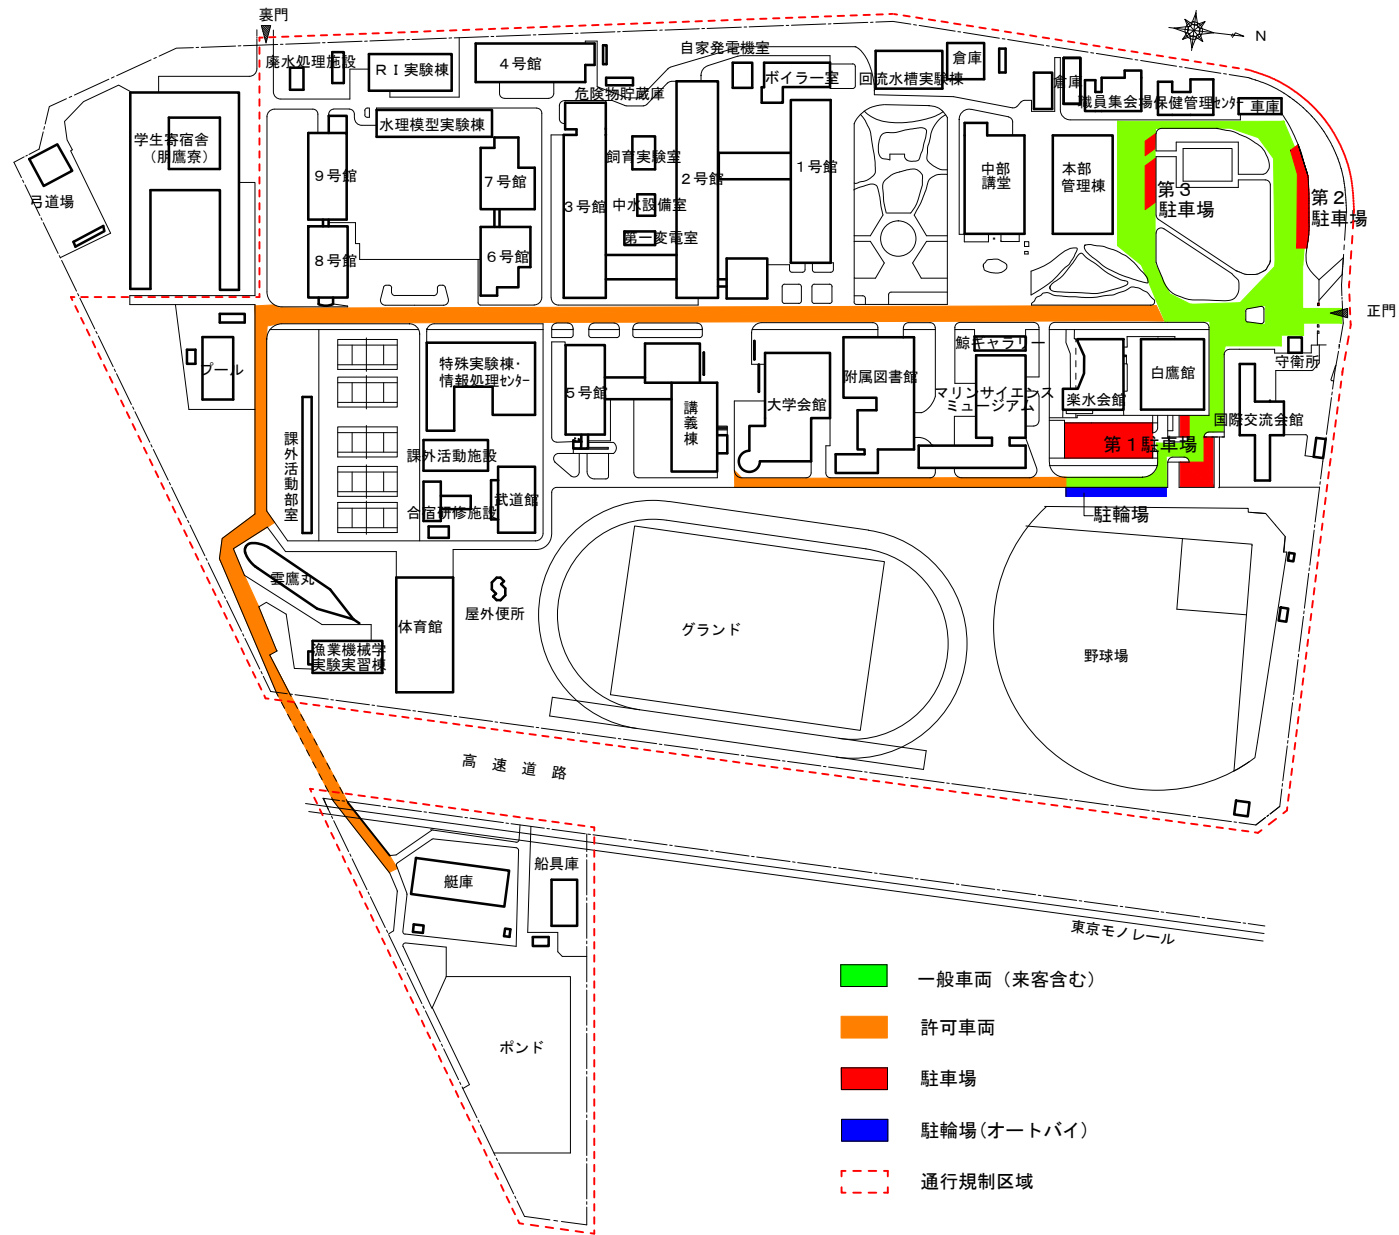 裏門
N
自家発電機室
倉庫
廃水処理施設
ＲＩ実験棟
４号館
ボイラー室
回流水槽実験棟
倉庫
危険物貯蔵庫
職員集会場
保健管理センター
車庫
水理模型実験棟
学生寄宿舎
（朋鷹寮）
飼育実験室
１号館
９号館
７号館
２号館
中部
講堂
本部
管理棟
弓道場
３号館
中水設備室
第３
駐車場
第２
駐車場
第一変電室
８号館
６号館
正門
プール
特殊実験棟・
情報処理センター
５号館
鯨ギャラリー
守衛所
附属図書館
白鷹館
マリンサイエンス
ミュージアム
楽水会館
大学会館
講義棟
国際交流会館
課外活動部室
第１駐車場
課外活動施設
武道館
合宿研修施設
駐輪場
雲鷹丸
屋外便所
体育館
グランド
漁業機械学
実験実習棟
野球場
高速道路
船具庫
艇庫
東京モノレール
一般車両（来客含む）
許可車両
ポンド
駐車場
駐輪場(オートバイ)
通行規制区域